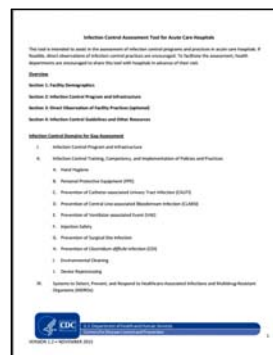 Infection Control Assessment Tool for Acute Care Hospitals
This tool is intended to assist in the assessment of infection control programs and practices in acute care hospitals. If
feasible, direct observations of infection control practices are encouraged. To facilitate the assessment, health
departments are encouraged to share this tool with hospitals in advance of their visit.
Overview
Section 1: Facility Demographics
Section 2: Infection Control Program and Infrastructure
Section 3: Direct Observation of Facility Practices (optional)
Section 4: Infection Control Guidelines and Other Resources
Infection Control Domains for Gap Assessment
I. Infection Control Program and Infrastructure
II. Infection Control Training, Competency, and Implementation of Policies and Practices
A. Hand Hygiene
B. Personal Protective Equipment (PPE)
C. Prevention of Catheter-associated Urinary Tract Infection (CAUTI)
D. Prevention of Central line-associated Bloodstream Infection (CLABSI)
E. Prevention of Ventilator-associated Event (VAE)
F. Injection Safety
G. Prevention of Surgical Site Infection
H. Prevention of Clostridium difficile Infection (CDI)
I. Environmental Cleaning
J. Device Reprocessing
III. Systems to Detect, Prevent, and Respond to Healthcare-Associated Infections and Multidrug-Resistant
Organisms (MDROs)
CDC
U.S. Department of Health and Human Services
Centers for Disease Control and Prevention
1
VERSION 1.2 – NOVEMBER 2015